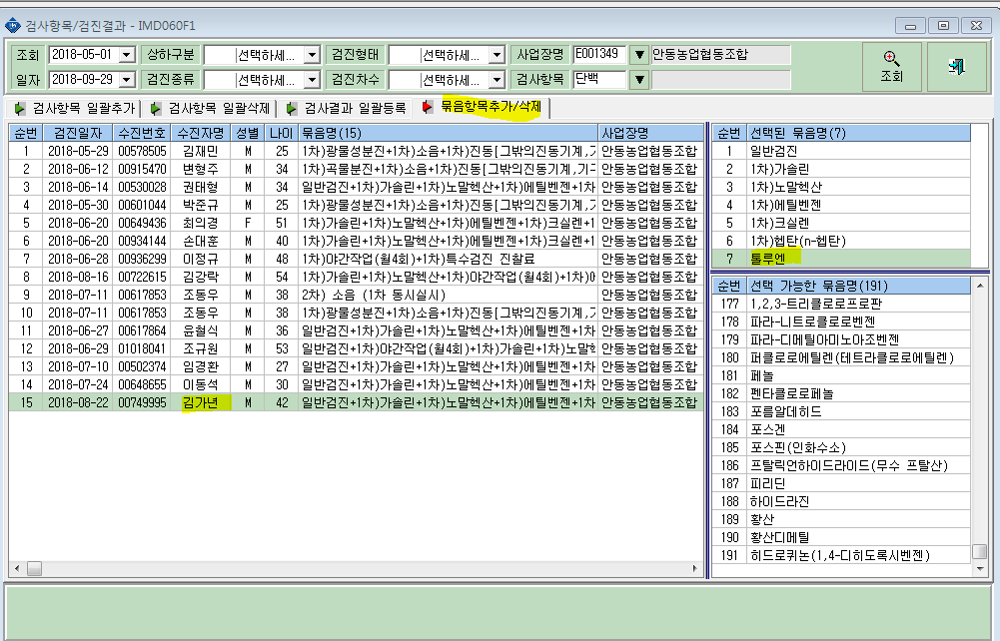 검사항목/검진결과 - IMD060F1
조회 2018-05-01 상하구분 |선택하세... 검진형태 |선택하세... 사업장명 E001349 ▼ 안동농업협동조합
일자 2018-09-29 검진종류 |선택하세... 검진차수 |선택하세... 검사항목 단백 ▼
조회
검사항목 일괄추가 검사항목 일괄삭제 검사결과 일괄등록 묶음항목추가/삭제
순번 검진일자 수진번호 수진자명 성별 나이 묶음명(15) 사업장명
1 2018-05-29 00578505 김재민 M 25 1차)광물성분진+1차)소음+1차)진동[그밖의진동기계,기 안동농업협동조합
2 2018-06-12 00915470 변형주 M 34 1차)곡물분진+1차)소음+1차)진동[그밖의진동기계,기구 안동농업협동조합
3 2018-06-14 00530028 권태형 M 34 일반검진+1차)가솔린+1차)노말헥산+1차)에틸벤젠+1차 안동농업협동조합
4 2018-05-30 00601044 박준규 M 25 1차)광물성분진+1차)소음+1차)진동[그밖의진동기계,기 안동농업협동조합
5 2018-06-20 00649436 최의경 F 51 1차)가솔린+1차)노말헥산+1차)에틸벤젠+1차)크실렌+1 안동농업협동조합
6 2018-06-20 00934144 손대훈 M 40 1차)가솔린+1차)노말헥산+1차)에틸벤젠+1차)크실렌+1 안동농업협동조합
7 2018-06-28 00936299 이정규 M 48 1차)야간작업(월4회)+1차)특수검진 진찰료 안동농업협동조합
8 2018-08-16 00722615 김강락 M 54 1차)가솔린+1차)노말헥산+1차)야간작업(월4회)+1차)에 안동농업협동조합
9 2018-07-11 00617853 조동우 M 38 2차) 소음 (1차 동시실시) 안동농업협동조합
10 2018-07-11 00617853 조동우 M 38 1차)광물성분진+1차)소음+1차)진동[그밖의진동기계,기 안동농업협동조합
11 2018-06-27 00617864 윤철식 M 36 일반검진+1차)가솔린+1차)노말헥산+1차)에틸벤젠+1차 안동농업협동조합
12 2018-06-29 01018041 조규원 M 53 일반검진+1차)야간작업(월4회)+1차)가솔린+1차)노말헥 안동농업협동조합
13 2018-07-10 00502374 임경환 M 27 일반검진+1차)가솔린+1차)노말헥산+1차)에틸벤젠+1차 안동농업협동조합
14 2018-07-24 00648655 이동석 M 30 일반검진+1차)가솔린+1차)노말헥산+1차)에틸벤젠+1차 안동농업협동조합
15 2018-08-22 00749995 김가년 M 42 일반검진+1차)가솔린+1차)노말헥산+1차)에틸벤젠+1차 안동농업협동조합
순번 선택된 묶음명(7)
1 일반검진
2 1차)가솔린
3 1차)노말헥산
4 1차)에틸벤젠
5 1차)크실렌
6 1차)헵탄(n-헵탄)
7 톨루엔
순번 선택 가능한 묶음명(191)
177 1,2,3-트리클로로프로판
178 파라-니트로클로로벤젠
179 파라-디메틸아미노아조벤젠
180 퍼클로로에틸렌(테트라클로로에틸렌)
181 페놀
182 펜타클로로페놀
183 포름알데히드
184 포스겐
185 포스핀(인화수소)
186 프탈릭언하이드라이드(무수 프탈산)
187 피리딘
188 하이드라진
189 황산
190 황산디메틸
191 히드로퀴논(1,4-디히도록시벤젠)